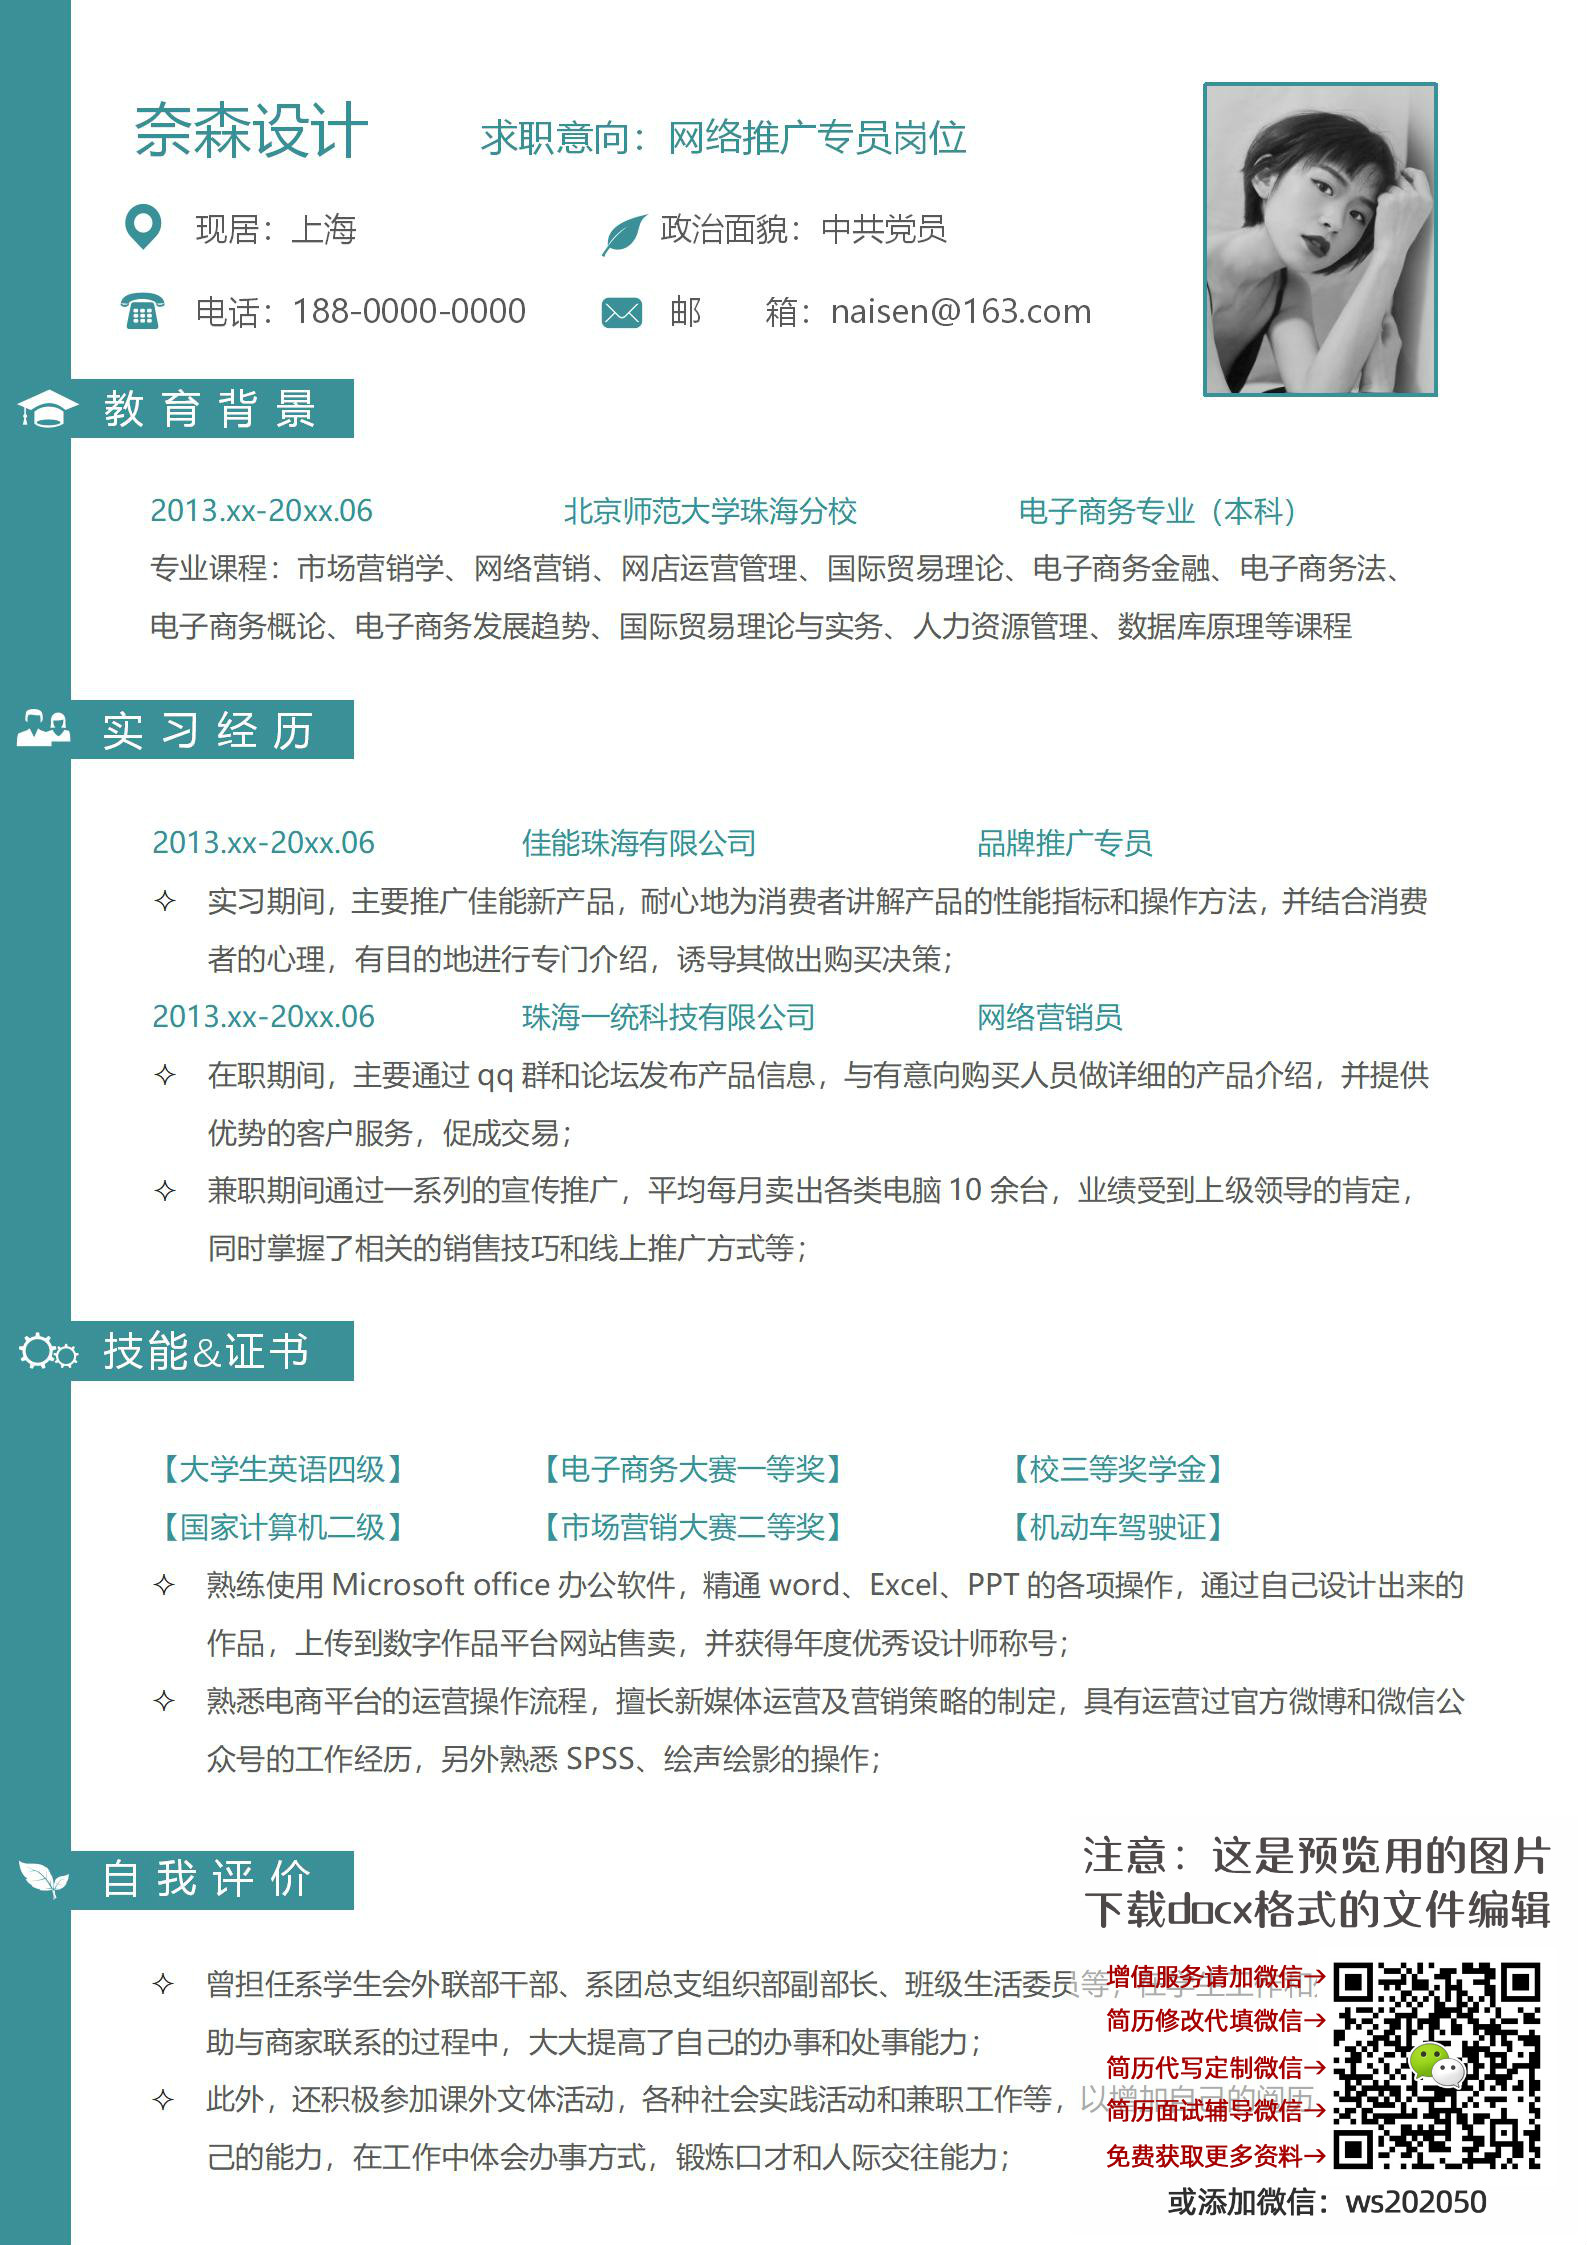 奈森设计
求职意向：网络推广专员岗位
现居：上海
政治面貌：中共党员
电话：188-0000-0000
邮 箱：naisen@163.com
教育背景
2013.xx-20xx.06 北京师范大学珠海分校 电子商务专业（本科）
专业课程：市场营销学、网络营销、网店运营管理、国际贸易理论、电子商务金融、电子商务法、
电子商务概论、电子商务发展趋势、国际贸易理论与实务、人力资源管理、数据库原理等课程
实习经历
2013.xx-20xx.06 佳能珠海有限公司 品牌推广专员
实习期间，主要推广佳能新产品，耐心地为消费者讲解产品的性能指标和操作方法，并结合消费
者的心理，有目的地进行专门介绍，诱导其做出购买决策；
2013.xx-20xx.06 珠海一统科技有限公司 网络营销员
在职期间，主要通过 qq 群和论坛发布产品信息，与有意向购买人员做详细的产品介绍，并提供
优势的客户服务，促成交易；
兼职期间通过一系列的宣传推广，平均每月卖出各类电脑 10 余台，业绩受到上级领导的肯定，
同时掌握了相关的销售技巧和线上推广方式等；
技能&证书
【大学生英语四级】 【电子商务大赛一等奖】 【校三等奖学金】
【国家计算机二级】 【市场营销大赛二等奖】 【机动车驾驶证】
熟练使用 Microsoft office 办公软件，精通 word、Excel、PPT 的各项操作，通过自己设计出来的
作品，上传到数字作品平台网站售卖，并获得年度优秀设计师称号；
熟悉电商平台的运营操作流程，擅长新媒体运营及营销策略的制定，具有运营过官方微博和微信公
众号的工作经历，另外熟悉 SPSS、绘声绘影的操作；
自我评价
曾担任系学生会外联部干部、系团总支组织部副部长、班级生活委员等，在学生工作和
助与商家联系的过程中，大大提高了自己的办事和处事能力；
此外，还积极参加课外文体活动，各种社会实践活动和兼职工作等，以增加自己的阅历
己的能力，在工作中体会办事方式，锻炼口才和人际交往能力；
注意：这是预览用的图片
下载docx格式的文件编辑
增值服务请加微信→
简历修改代填微信→
简历代写定制微信→
简历面试辅导微信→
免费获取更多资料→
或添加微信：ws202050